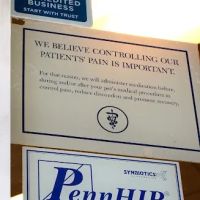 ACCREDITED
BUSINESS
START WITH TRUST
WE BELIEVE CONTROLLING OUR
PATIENTS' PAIN IS IMPORTANT.
For that reason, we will administer medication before,
during and/or after your pet's medical procedure to
control pain, reduce discomfort and promote recovery.
SYNBIOTICS
PennHIP